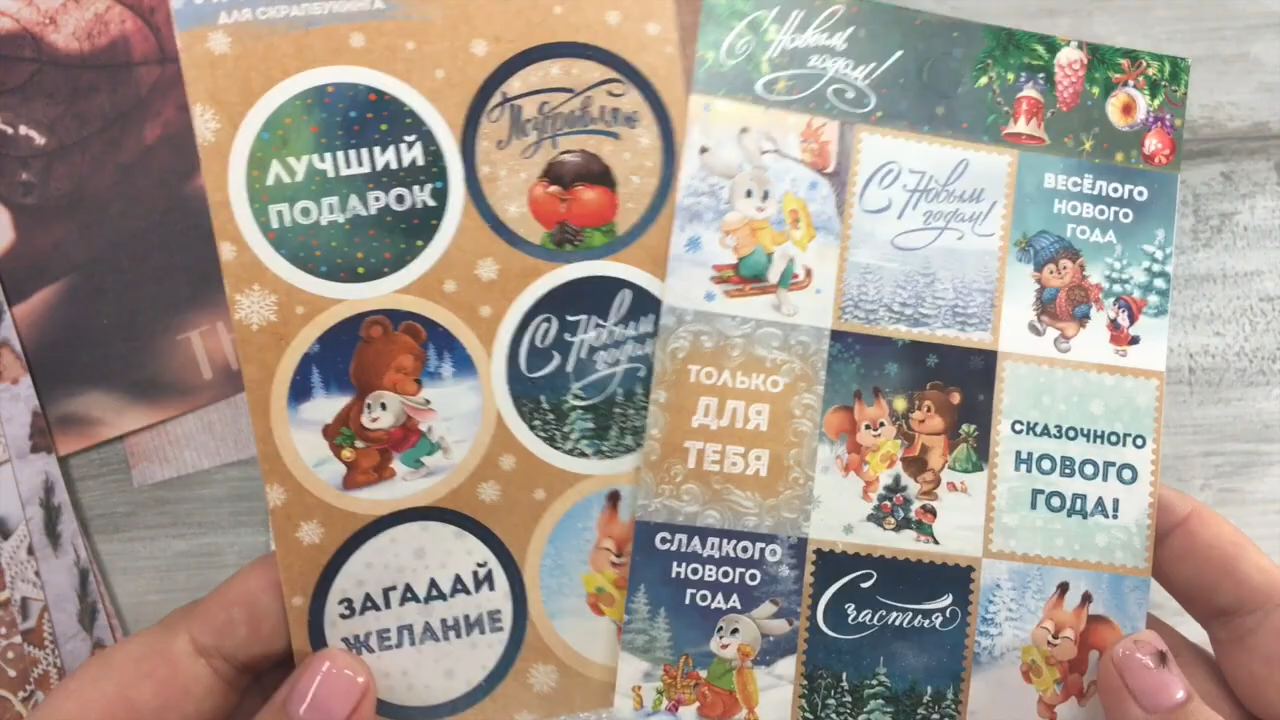 ДЛЯ СКРАПБУКИНГА
ЛУЧШИЙ
ПОДАРОК
Поздравляю
С Новым
годом!
ЗАГАДАЙ
ЖЕЛАНИЕ
С Новым
годом!
С Новым
годом!
ВЕСЁЛОГО
НОВОГО
ГОДА
ТОЛЬКО
ДЛЯ
ТЕБЯ
СКАЗОЧНОГО
НОВОГО
ГОДА!
СЛАДКОГО
НОВОГО
ГОДА
Счастья